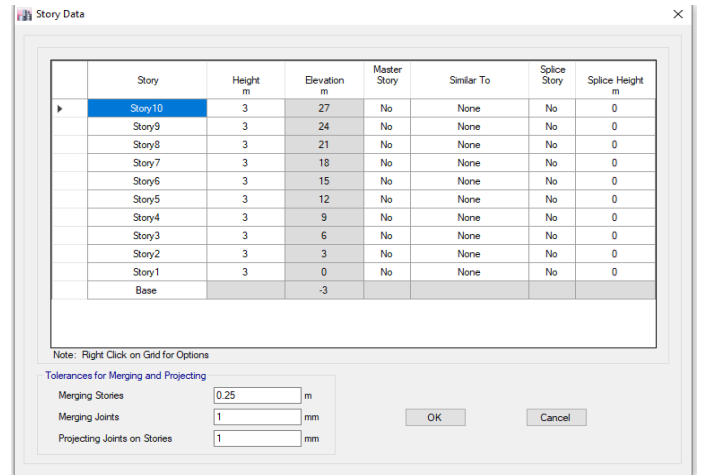 Story Data
Story Height m Elevation m Master Story Similar To Splice Story Splice Height m
Story10 3 27 No None No 0
Story9 3 24 No None No 0
Story8 3 21 No None No 0
Story7 3 18 No None No 0
Story6 3 15 No None No 0
Story5 3 12 No None No 0
Story4 3 9 No None No 0
Story3 3 6 No None No 0
Story2 3 3 No None No 0
Story1 3 0 No None No 0
Base -3
Note: Right Click on Grid for Options
Tolerances for Merging and Projecting
Merging Stories 0.25 m
Merging Joints 1 mm OK Cancel
Projecting Joints on Stories 1 mm